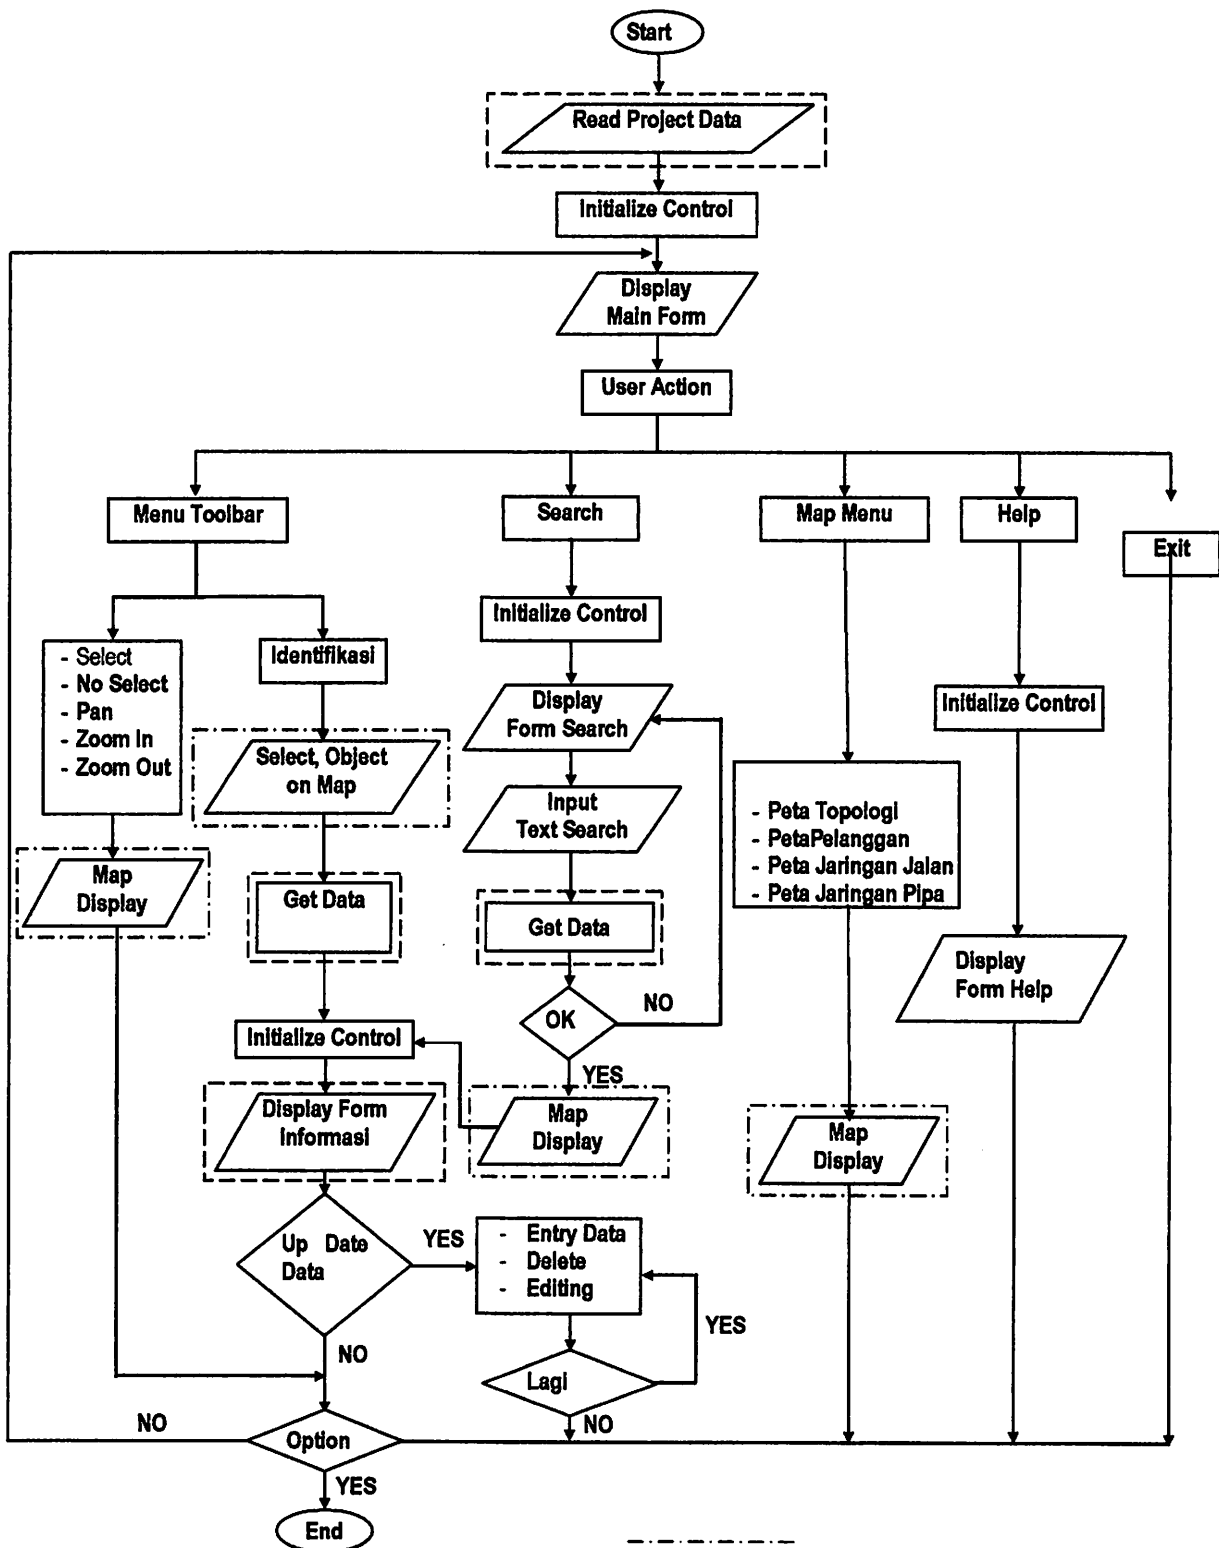 Start
Read Project Data
Initialize Control
Display
Main Form
User Action
Menu Toolbar
Search
Map Menu
Help
Exit
- Select
- No Select
- Pan
- Zoom In
- Zoom Out
Identifikasi
Initialize Control
Initialize Control
Display
Form Search
Select, Object
on Map
Input
Text Search
- Peta Topologi
- PetaPelanggan
- Peta Jaringan Jalan
- Peta Jaringan Pipa
Map
Display
Get Data
Get Data
Display
Form Help
OK
NO
YES
Initialize Control
Display Form
Informasi
Map
Display
Map
Display
Up Date
Data
YES
- Entry Data
- Delete
- Editing
YES
NO
Lagi
NO
NO
Option
YES
End